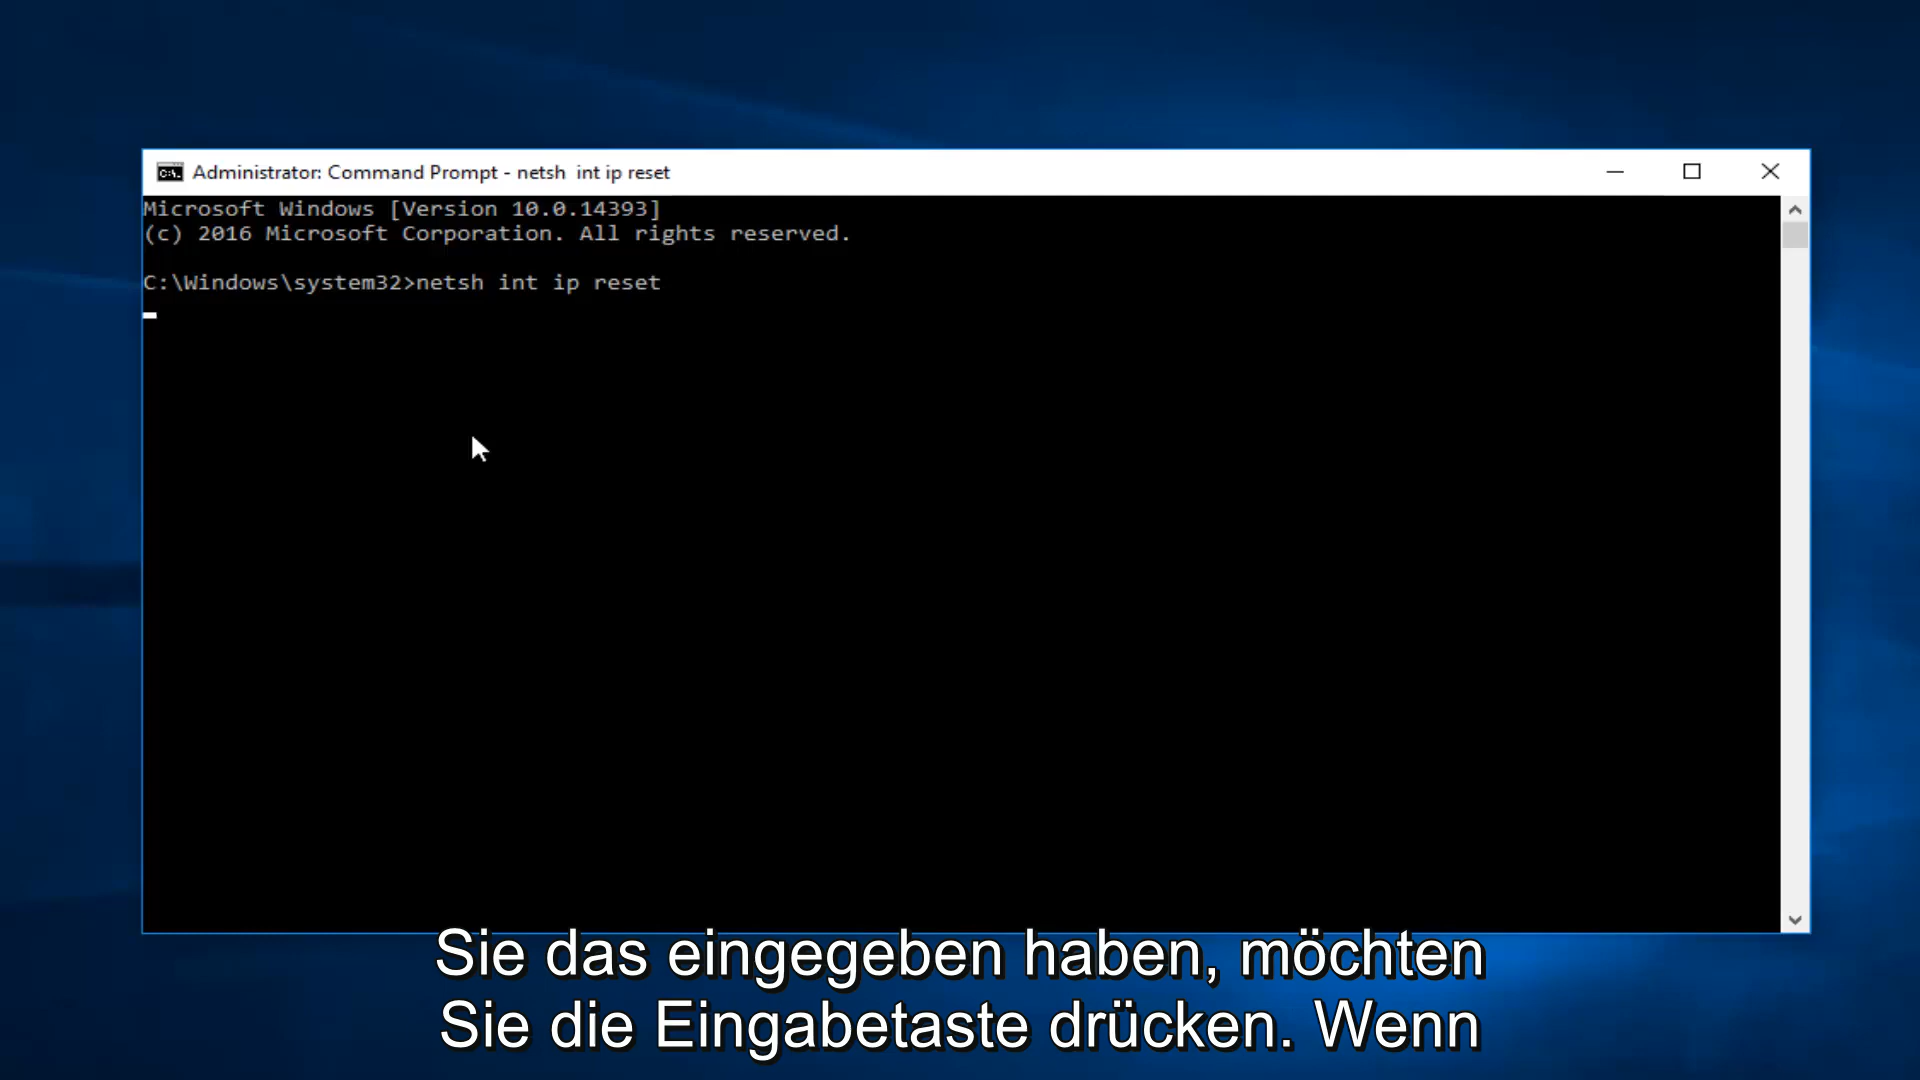 Administrator: Command Prompt - netsh  int ip reset
Microsoft Windows [Version 10.0.14393]
(c) 2016 Microsoft Corporation. All rights reserved.
C:\Windows\system32>netsh int ip reset
Sie das eingegeben haben, möchten
Sie die Eingabetaste drücken. Wenn